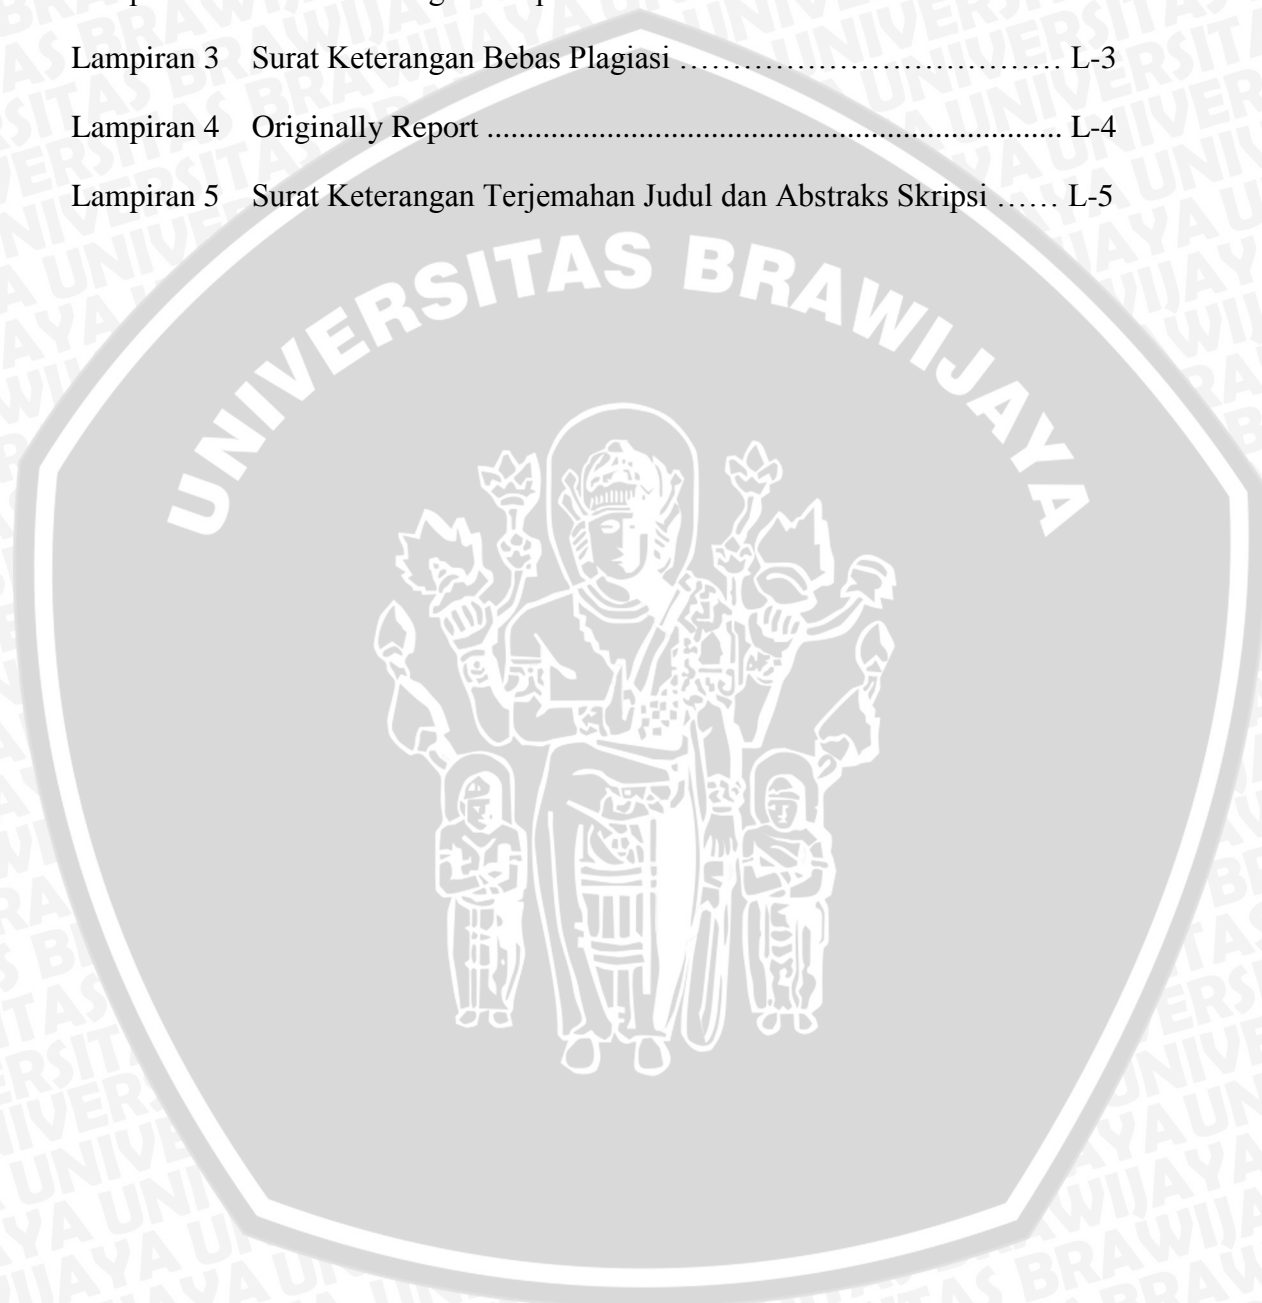 Lampiran 3 Surat Keterangan Bebas Plagiasi ……………………………… L-3
Lampiran 4 Originally Report ........................................................................ L-4
Lampiran 5 Surat Keterangan Terjemahan Judul dan Abstraks Skripsi …… L-5
UNIVERSITAS BRAWIJAYA